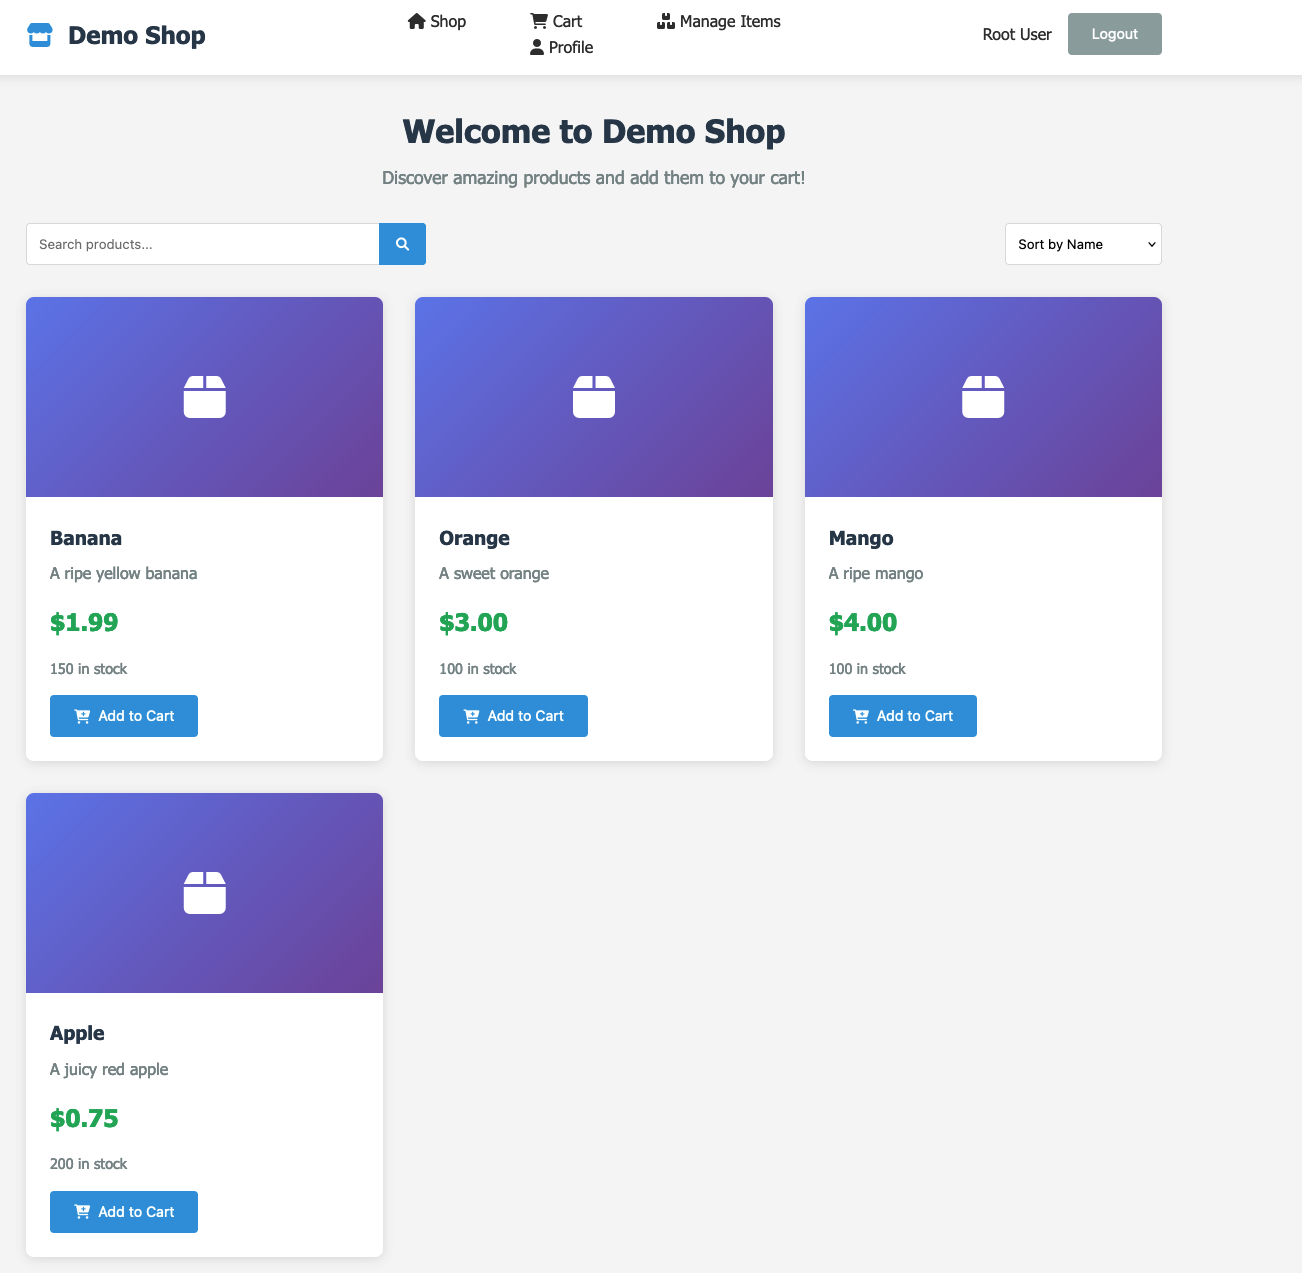 Demo Shop
Shop
Cart
Manage Items
Profile
Root User
Logout
Welcome to Demo Shop
Discover amazing products and add them to your cart!
Search products...
Sort by Name
Banana
A ripe yellow banana
$1.99
150 in stock
Add to Cart
Orange
A sweet orange
$3.00
100 in stock
Add to Cart
Mango
A ripe mango
$4.00
100 in stock
Add to Cart
Apple
A juicy red apple
$0.75
200 in stock
Add to Cart